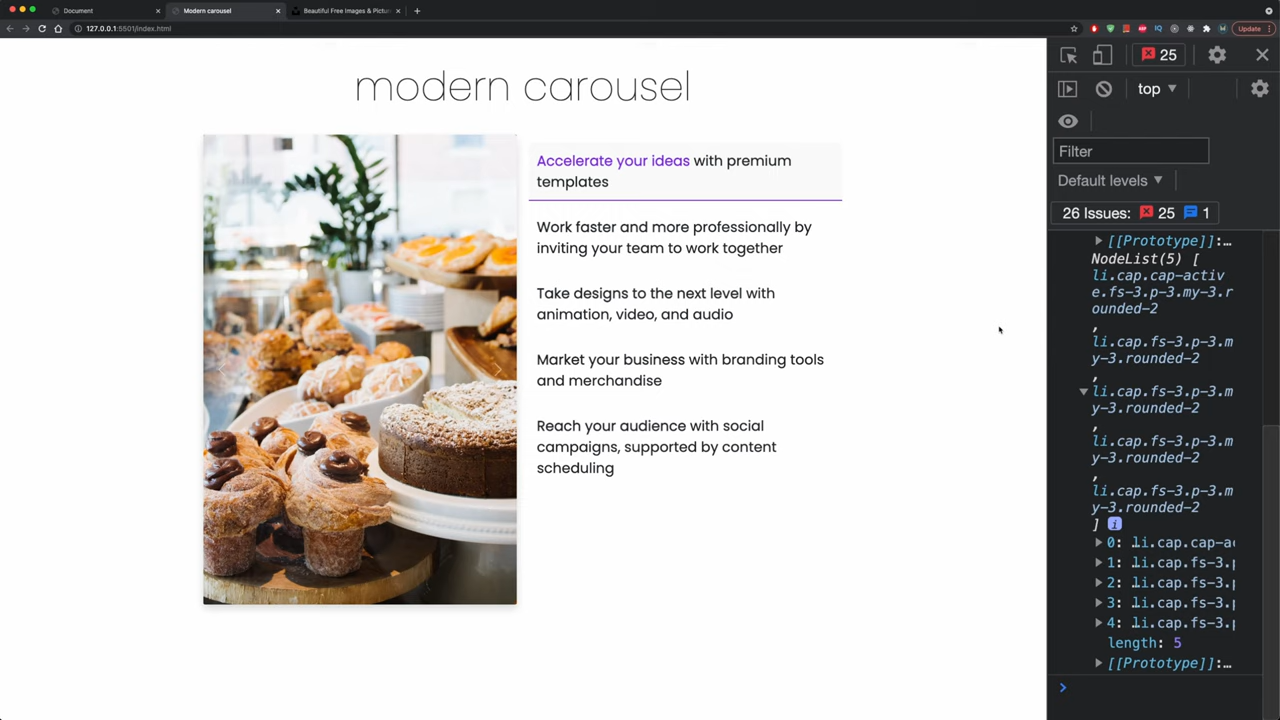 Document
Modern carousel
Beautiful Free Images & Pictur
127.0.0.1:5501/index.html
Update
modern carousel
Accelerate your ideas with premium
templates
Work faster and more professionally by
inviting your team to work together
Take designs to the next level with
animation, video, and audio
Market your business with branding tools
and merchandise
Reach your audience with social
campaigns, supported by content
scheduling
25
top
Filter
Default levels
26 Issues: 25 1
[[Prototype]]:…
NodeList(5) [
li.cap.cap-activ
e.fs-3.p-3.my-3.r
ounded-2
,
li.cap.fs-3.p-3.m
y-3.rounded-2
,
li.cap.fs-3.p-3.m
y-3.rounded-2
,
li.cap.fs-3.p-3.m
y-3.rounded-2
,
li.cap.fs-3.p-3.m
y-3.rounded-2
] i
0: li.cap.cap-a
1: li.cap.fs-3.
2: li.cap.fs-3.
3: li.cap.fs-3.
4: li.cap.fs-3.
length: 5
[[Prototype]]:…